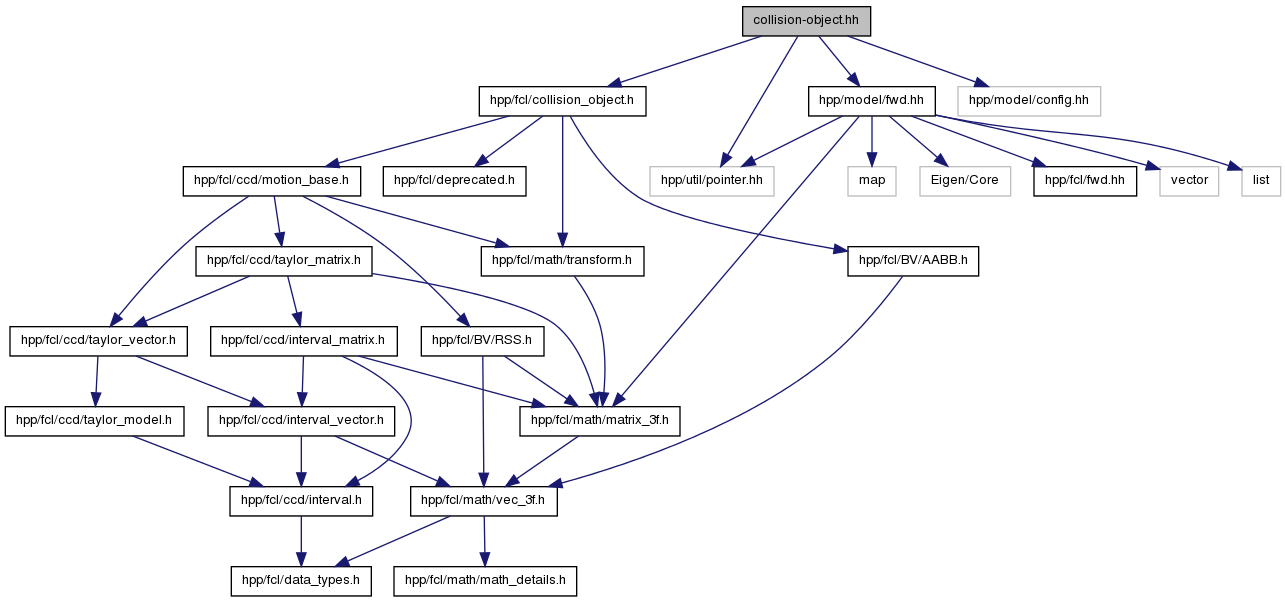 collision-object.hh
hpp/fcl/collision_object.h
hpp/model/fwd.hh
hpp/model/config.hh
hpp/fcl/ccd/motion_base.h
hpp/fcl/deprecated.h
hpp/util/pointer.hh
map
Eigen/Core
hpp/fcl/fwd.hh
vector
list
hpp/fcl/ccd/taylor_matrix.h
hpp/fcl/math/transform.h
hpp/fcl/BV/AABB.h
hpp/fcl/ccd/taylor_vector.h
hpp/fcl/ccd/interval_matrix.h
hpp/fcl/BV/RSS.h
hpp/fcl/ccd/taylor_model.h
hpp/fcl/ccd/interval_vector.h
hpp/fcl/math/matrix_3f.h
hpp/fcl/ccd/interval.h
hpp/fcl/math/vec_3f.h
hpp/fcl/data_types.h
hpp/fcl/math/math_details.h